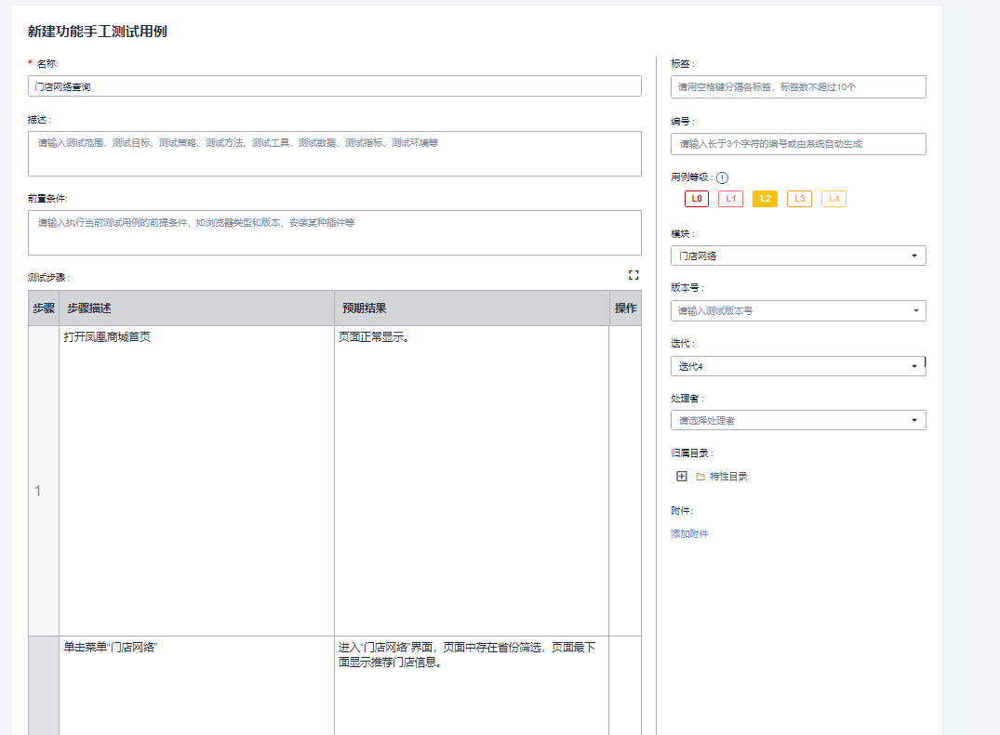 新建功能手工测试用例
* 名称:
门店网络查询
描述 :
请输入测试范围、测试目标、测试策略、测试方法、测试工具、测试数据、测试指标、测试环境等
前置条件:
请输入执行当前测试用例的前提条件，如浏览器类型和版本，安装某种插件等
测试步骤 :
步骤 步骤描述 预期结果 操作
1 打开凤凰商城首页 页面正常显示。
单击菜单“门店网络” 进入“门店网络”界面，页面中存在省份筛选，页面最下
面显示推荐门店信息。
标签 :
请用空格键分隔各标签，标签数不超过10个
编号 :
请输入长于3个字符的编号或由系统自动生成
用例等级 :
L0 L1 L2 L3 L4
模块 :
门店网络
版本号 :
请输入测试版本号
迭代 :
迭代4
处理者 :
请选择处理者
归属目录 :
特性目录
附件:
添加附件